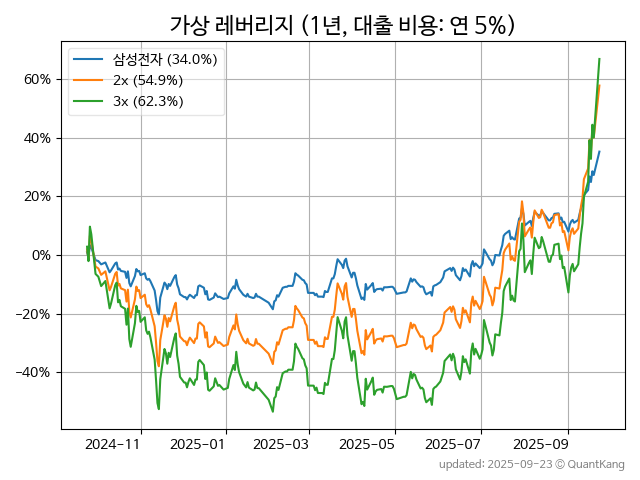 가상 레버리지 (1년, 대출 비용: 연 5%)
삼성전자 (34.0%)
2x (54.9%)
3x (62.3%)
60%
40%
20%
0%
−20%
−40%
2024-11 2025-01 2025-03 2025-05 2025-07 2025-09
updated: 2025-09-23 © QuantKang